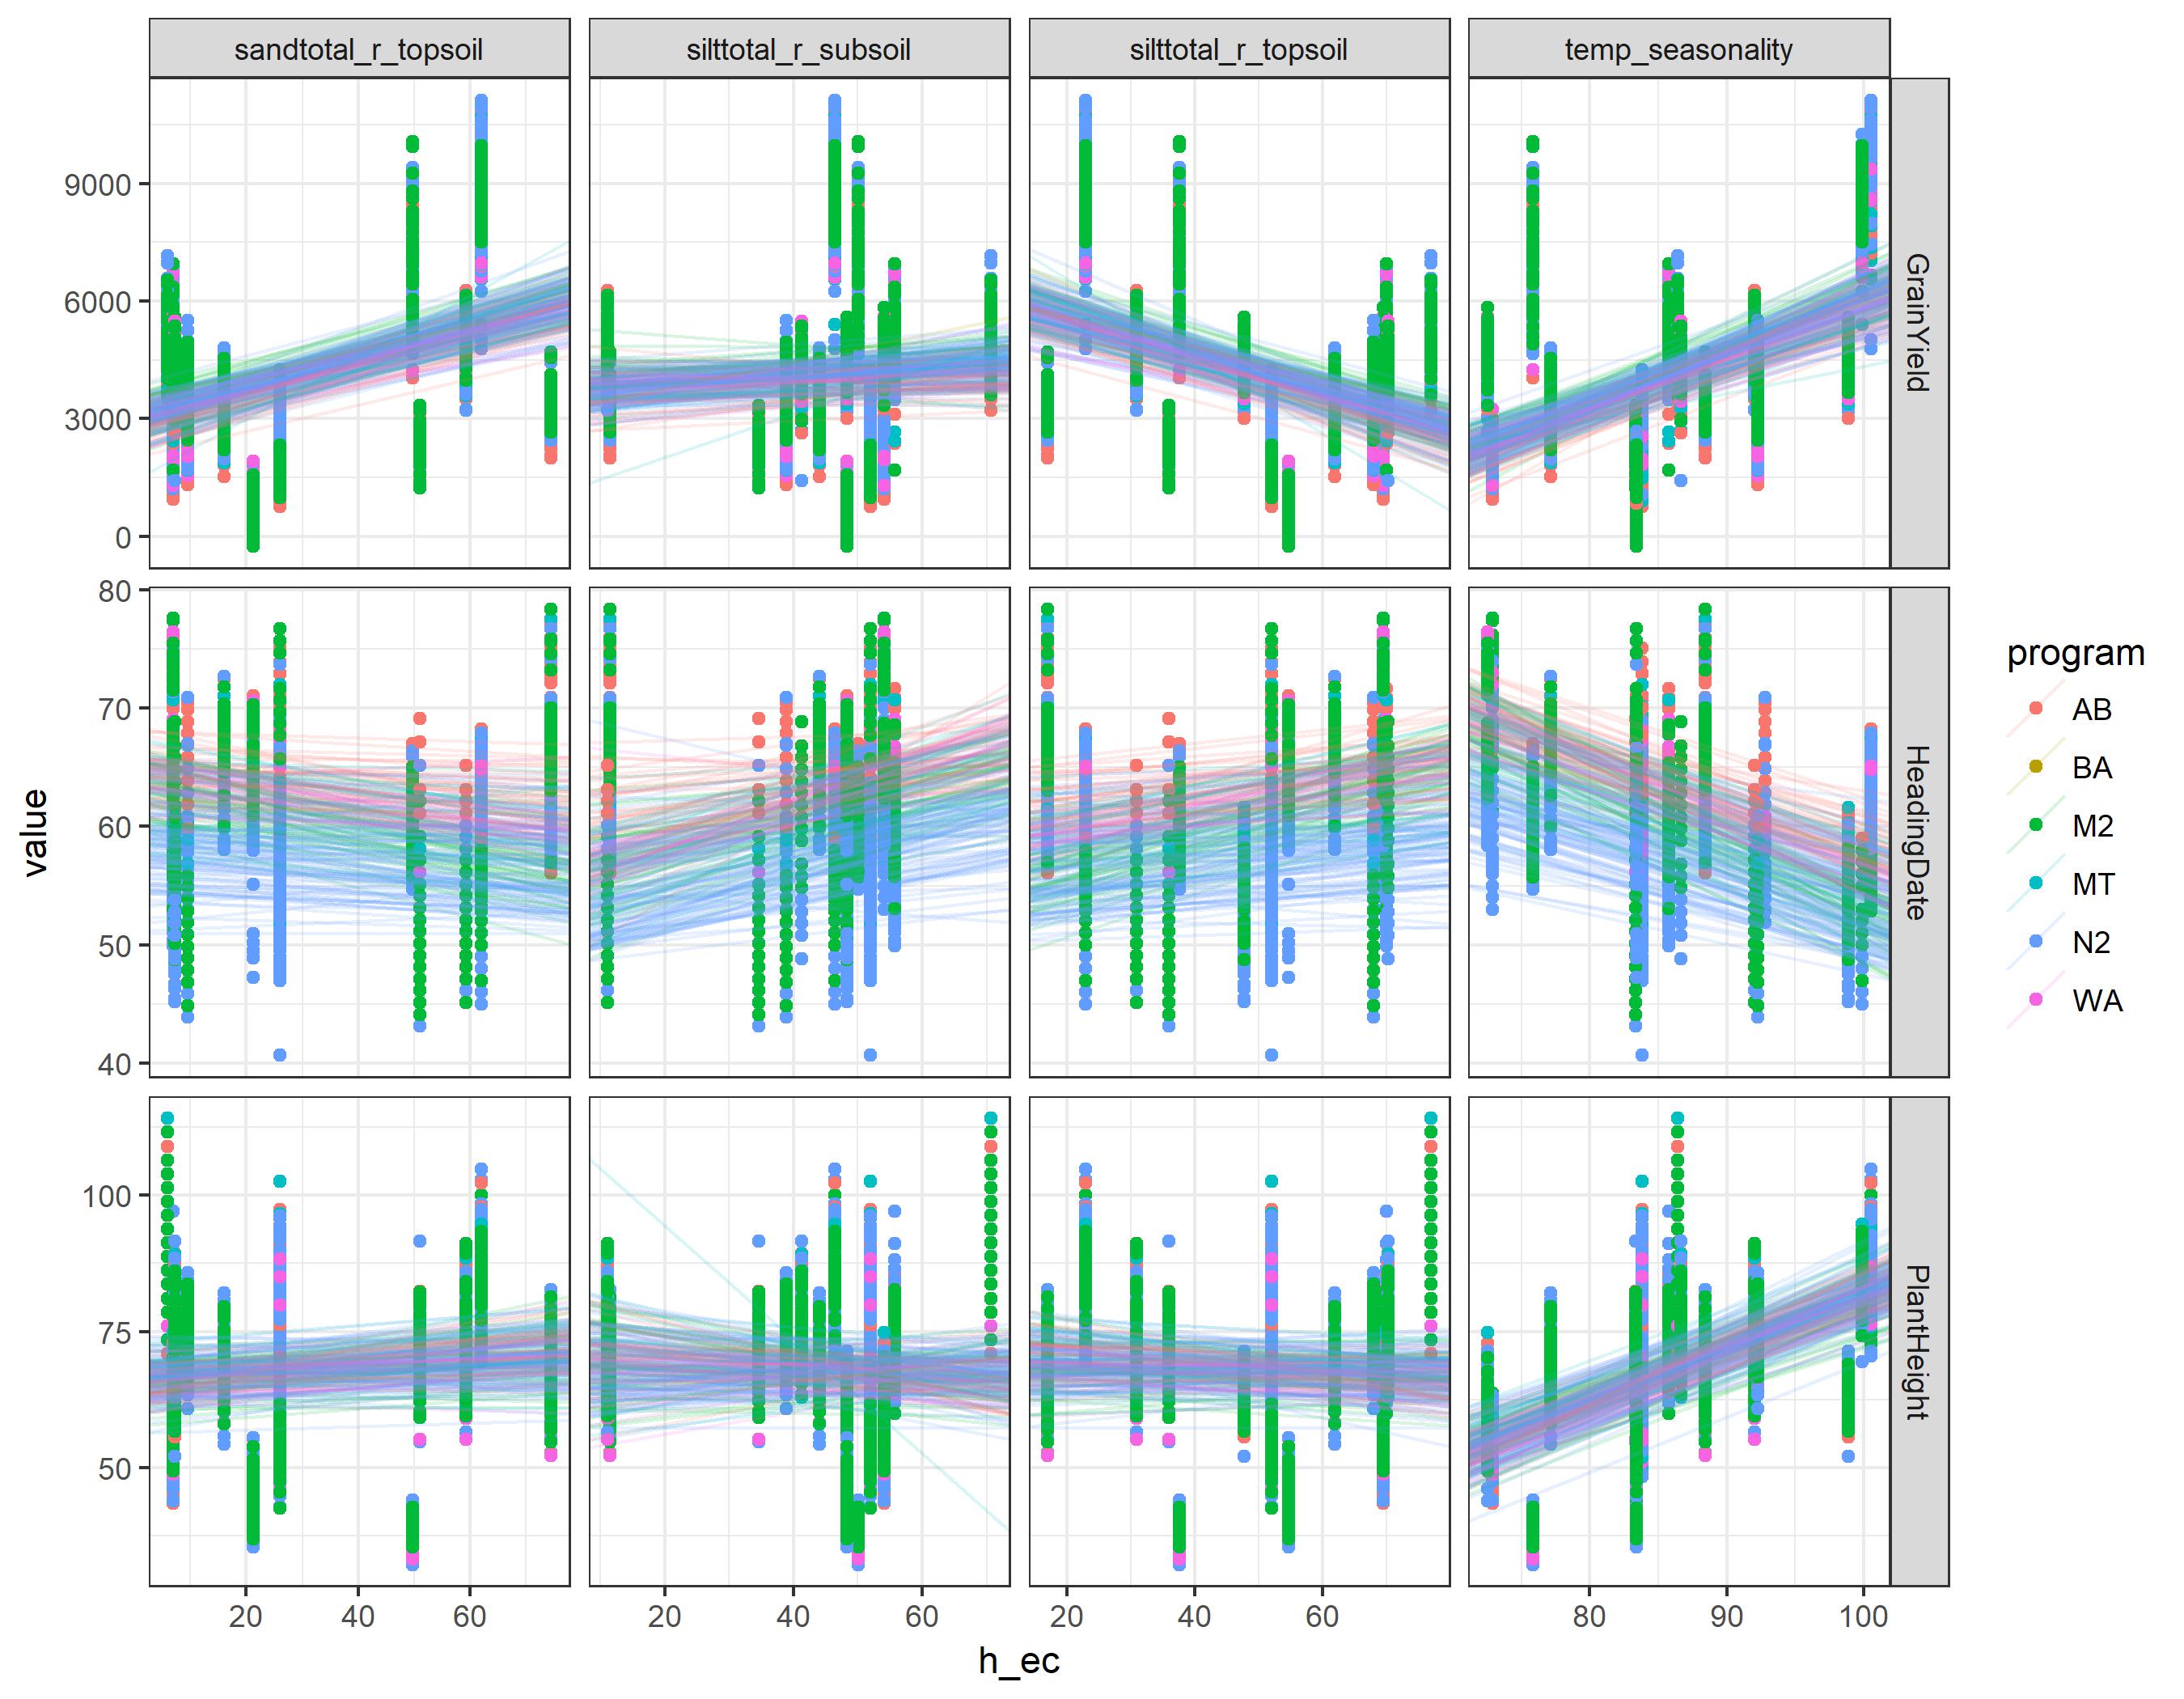 sandtotal_r_topsoil silttotal_r_subsoil silttotal_r_topsoil temp_seasonality
9000
6000
3000
0
GrainYield
80
70
60
50
40
HeadingDate
100
75
50
PlantHeight
value
20 40 60 20 40 60 20 40 60 80 90 100
h_ec
program
AB
BA
M2
MT
N2
WA